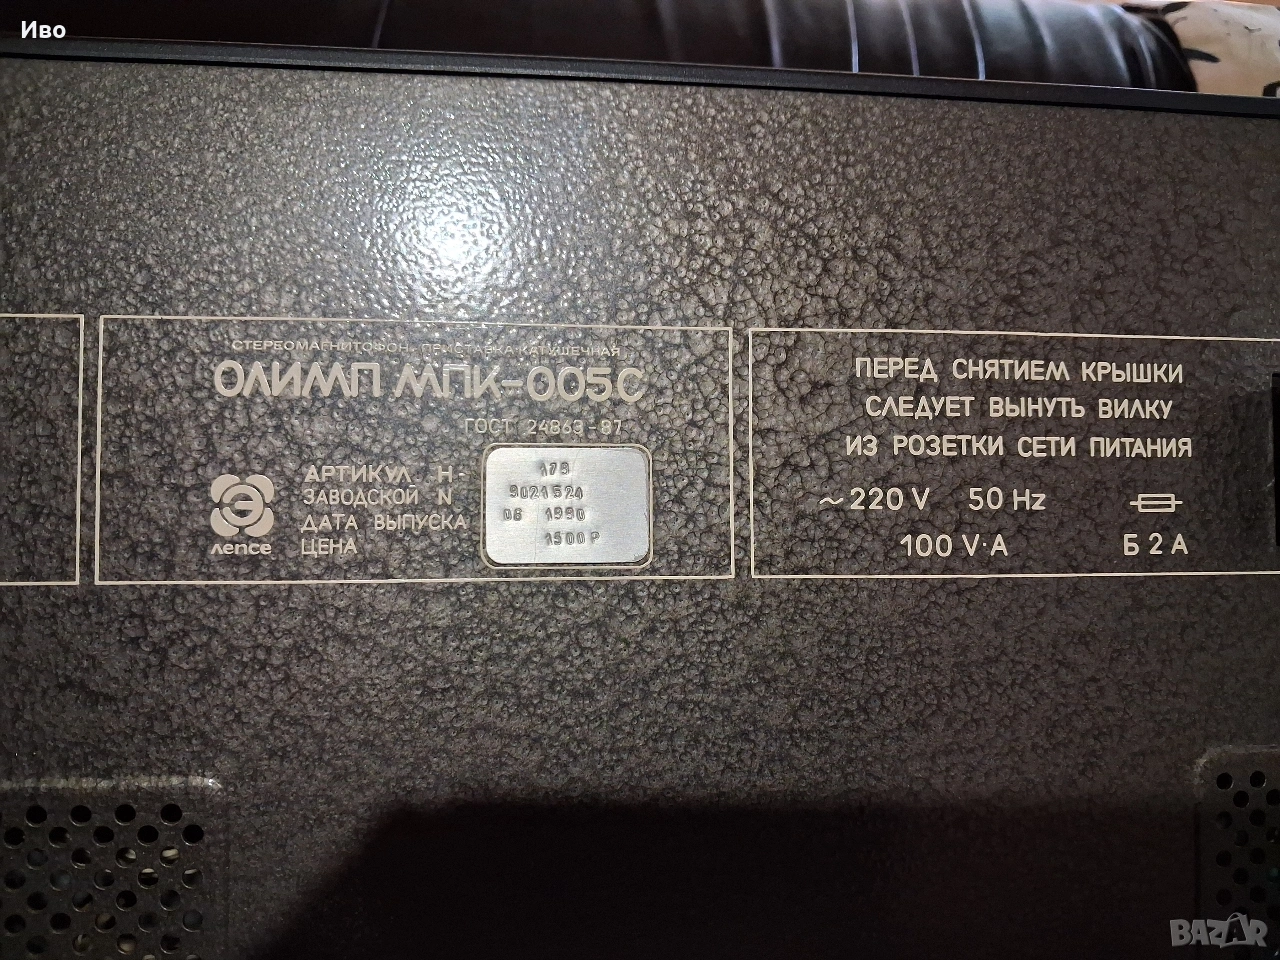 Иво
СТЕРЕОМАГНИТОФОН-ПРИСТАВКА КАТУШЕЧНАЯ
ОЛИМП МПК-005С
ГОСТ 24863-87
АРТИКУЛ Н 178
ЗАВОДСКОЙ N 9021524
ДАТА ВЫПУСКА 06 1990
ЦЕНА 1500 Р
лепсе
ПЕРЕД СНЯТИЕМ КРЫШКИ
СЛЕДУЕТ ВЫНУТЬ ВИЛКУ
ИЗ РОЗЕТКИ СЕТИ ПИТАНИЯ
~220 V 50 Hz
100 V·A Б 2 А
BAZAR